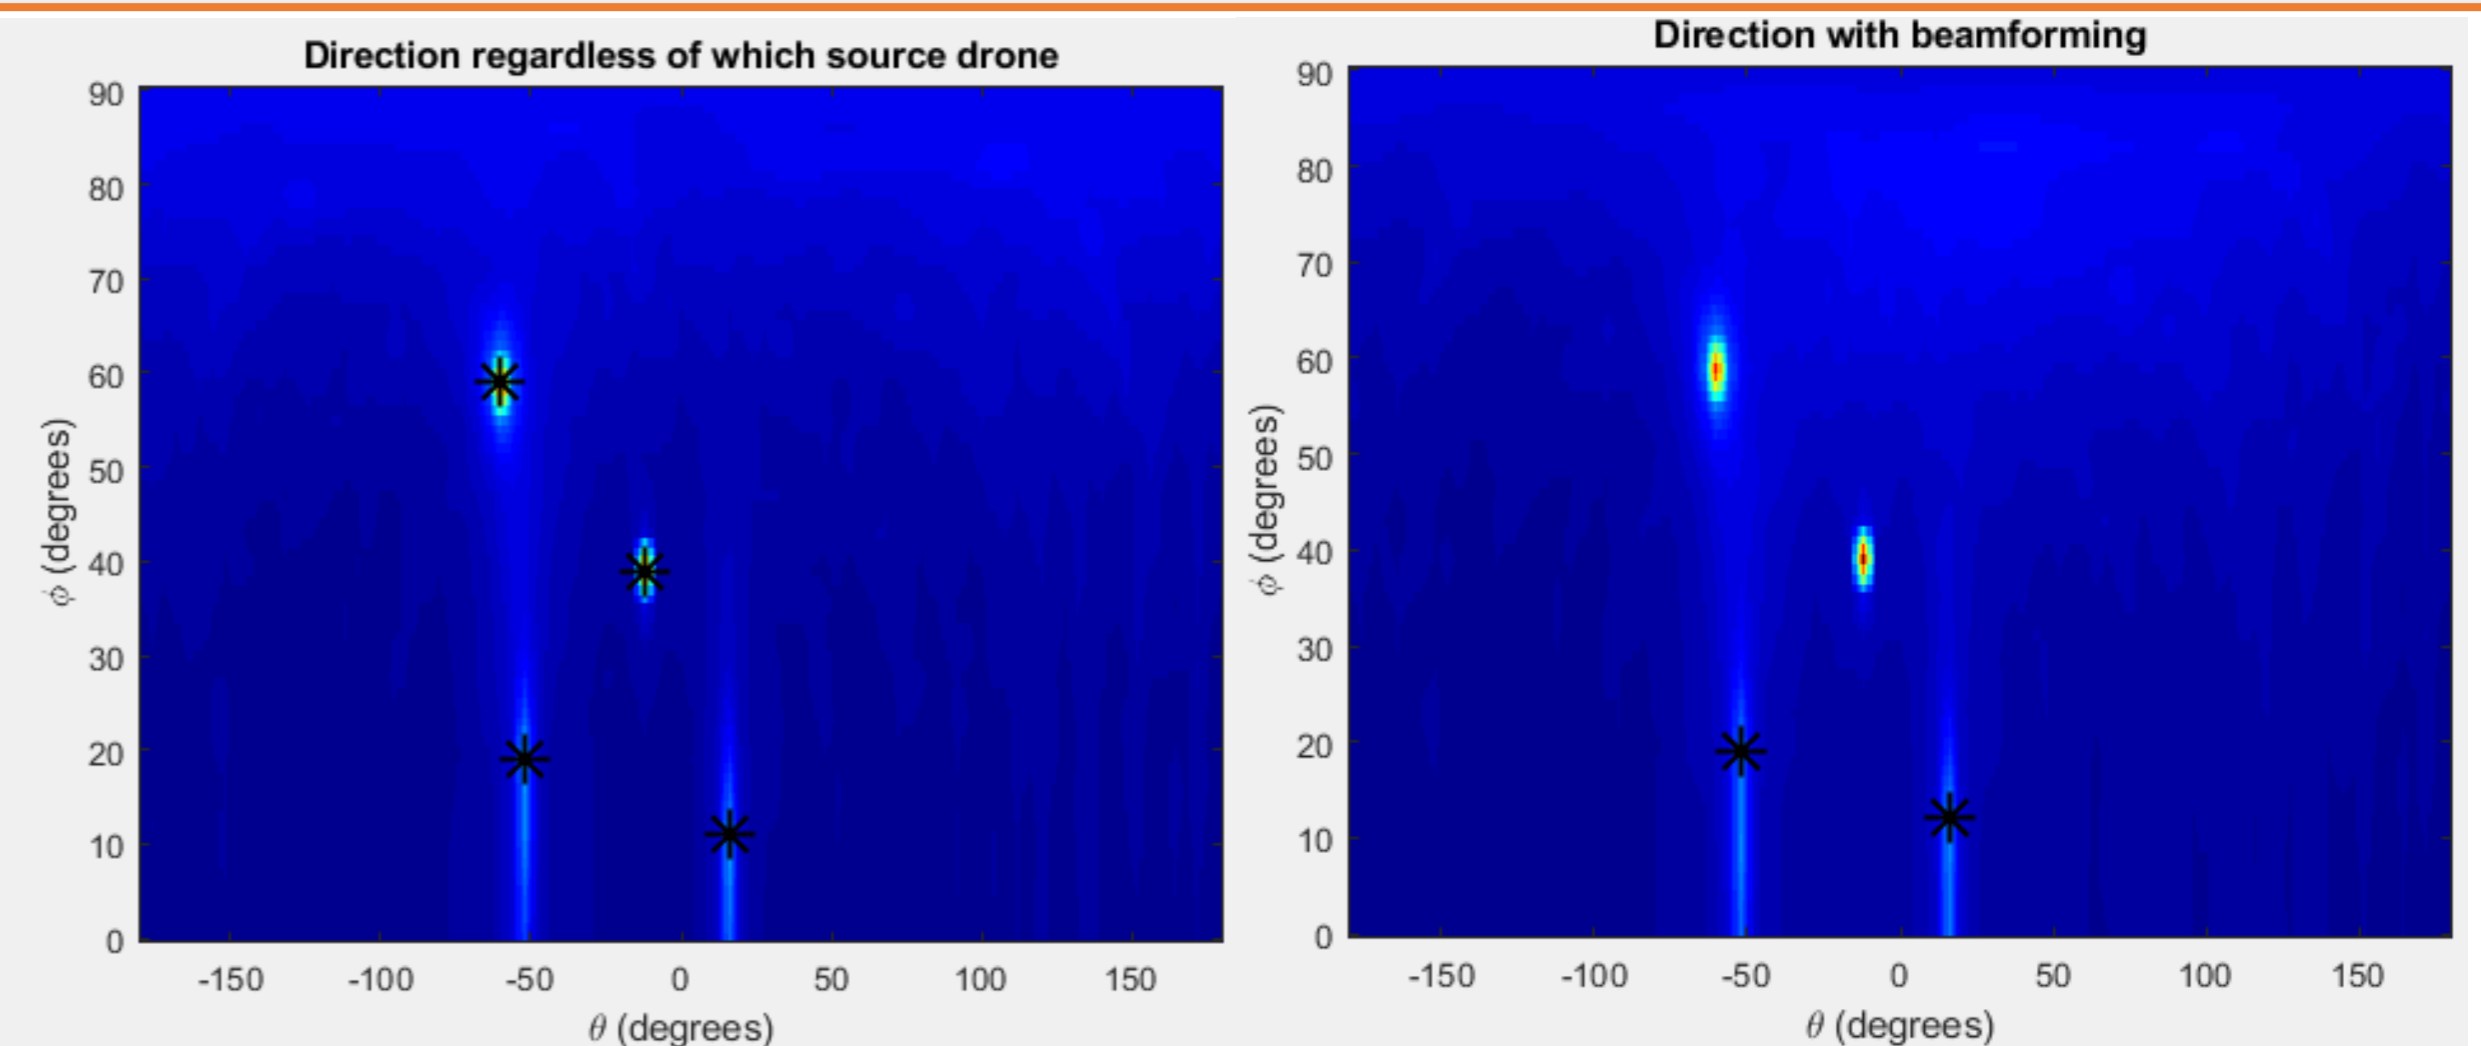 Direction regardless of which source drone
90
80
70
60
50
40
30
20
10
0
ϕ (degrees)
-150 -100 -50 0 50 100 150
θ (degrees)
Direction with beamforming
90
80
70
60
50
40
30
20
10
0
ϕ (degrees)
-150 -100 -50 0 50 100 150
θ (degrees)